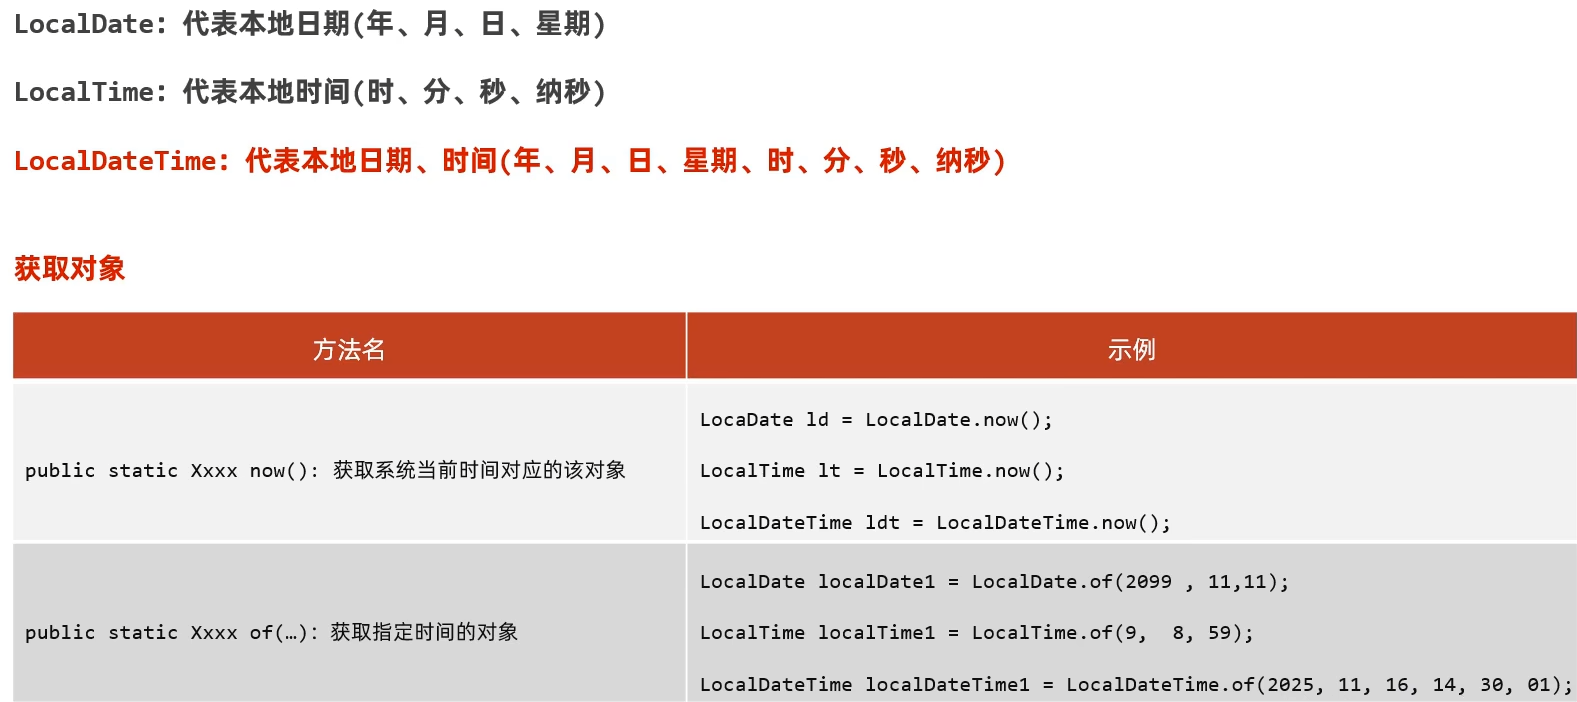 LocalDate: 代表本地日期(年、月、日、星期)
LocalTime: 代表本地时间(时、分、秒、纳秒)
LocalDateTime: 代表本地日期、时间(年、月、日、星期、时、分、秒、纳秒)
获取对象
方法名 示例
LocaDate ld = LocalDate.now();
public static Xxxx now(): 获取系统当前时间对应的该对象 LocalTime lt = LocalTime.now();
LocalDateTime ldt = LocalDateTime.now();
LocalDate localDate1 = LocalDate.of(2099 , 11,11);
public static Xxxx of(…): 获取指定时间的对象 LocalTime localTime1 = LocalTime.of(9,  8, 59);
LocalDateTime localDateTime1 = LocalDateTime.of(2025, 11, 16, 14, 30, 01);